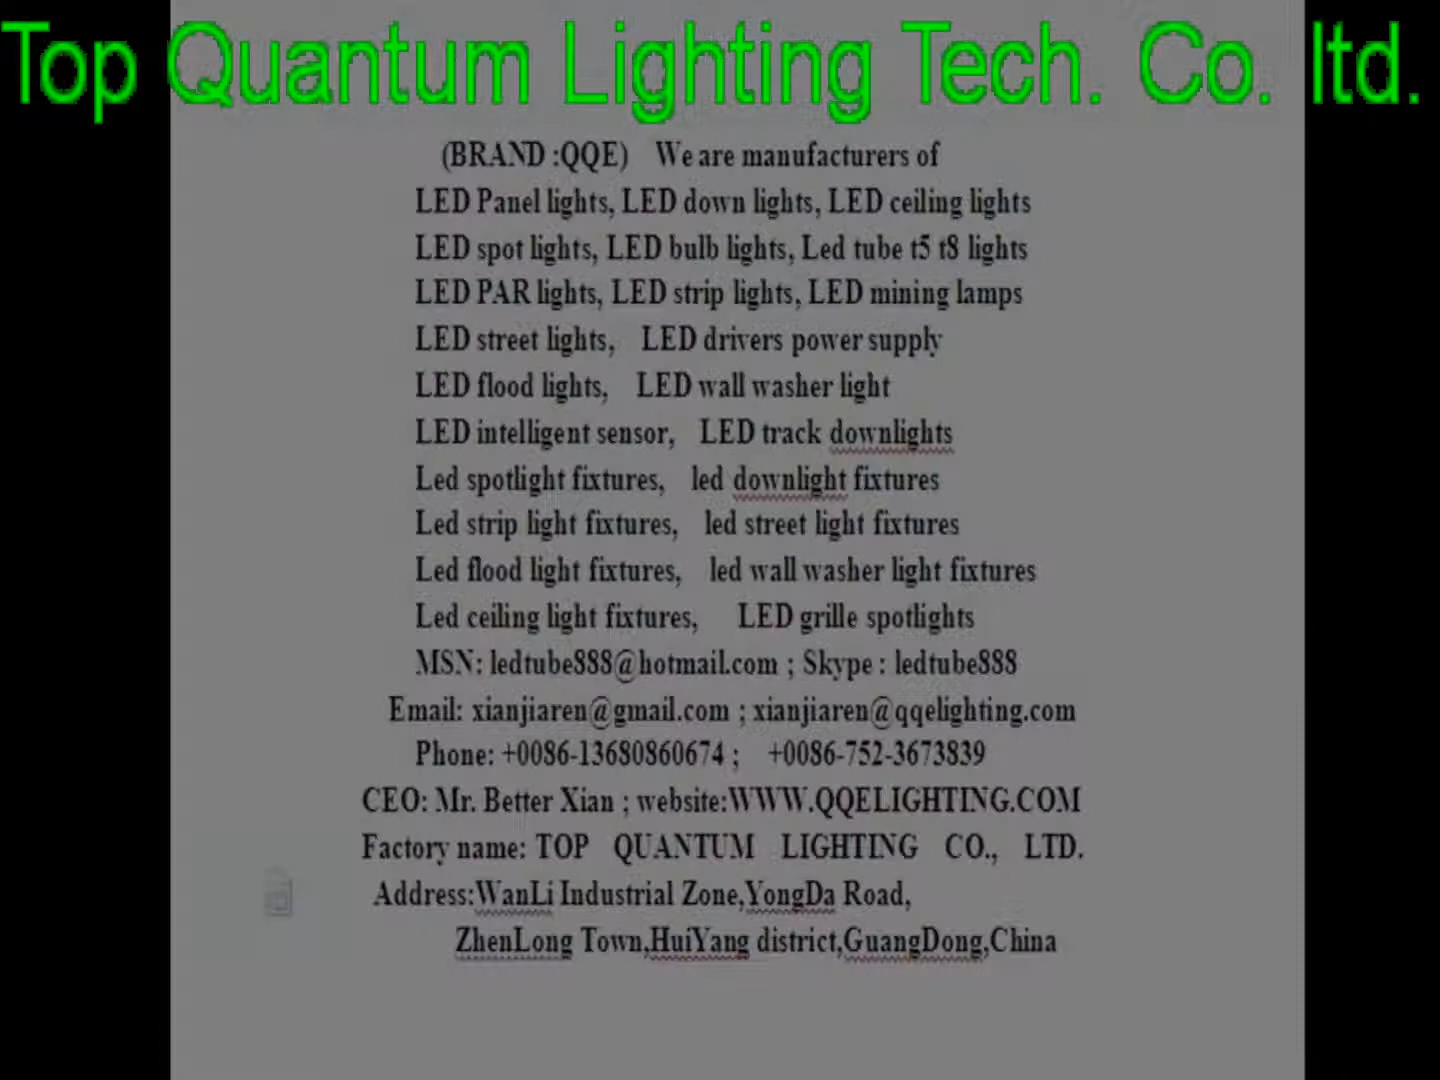 Top Quantum Lighting Tech. Co. ltd.
(BRAND :QQE) We are manufacturers of
LED Panel lights, LED down lights, LED ceiling lights
LED spot lights, LED bulb lights, Led tube t5 t8 lights
LED PAR lights, LED strip lights, LED mining lamps
LED street lights, LED drivers power supply
LED flood lights, LED wall washer light
LED intelligent sensor, LED track downlights
Led spotlight fixtures, led downlight fixtures
Led strip light fixtures, led street light fixtures
Led flood light fixtures, led wall washer light fixtures
Led ceiling light fixtures, LED grille spotlights
MSN: ledtube888@hotmail.com ; Skype : ledtube888
Email: xianjiaren@gmail.com ; xianjiaren@qqelighting.com
Phone: +0086-13680860674 ; +0086-752-3673839
CEO: Mr. Better Xian ; website:WWW.QQELIGHTING.COM
Factory name: TOP QUANTUM LIGHTING CO., LTD.
Address:WanLi Industrial Zone,YongDa Road,
ZhenLong Town,HuiYang district,GuangDong,China